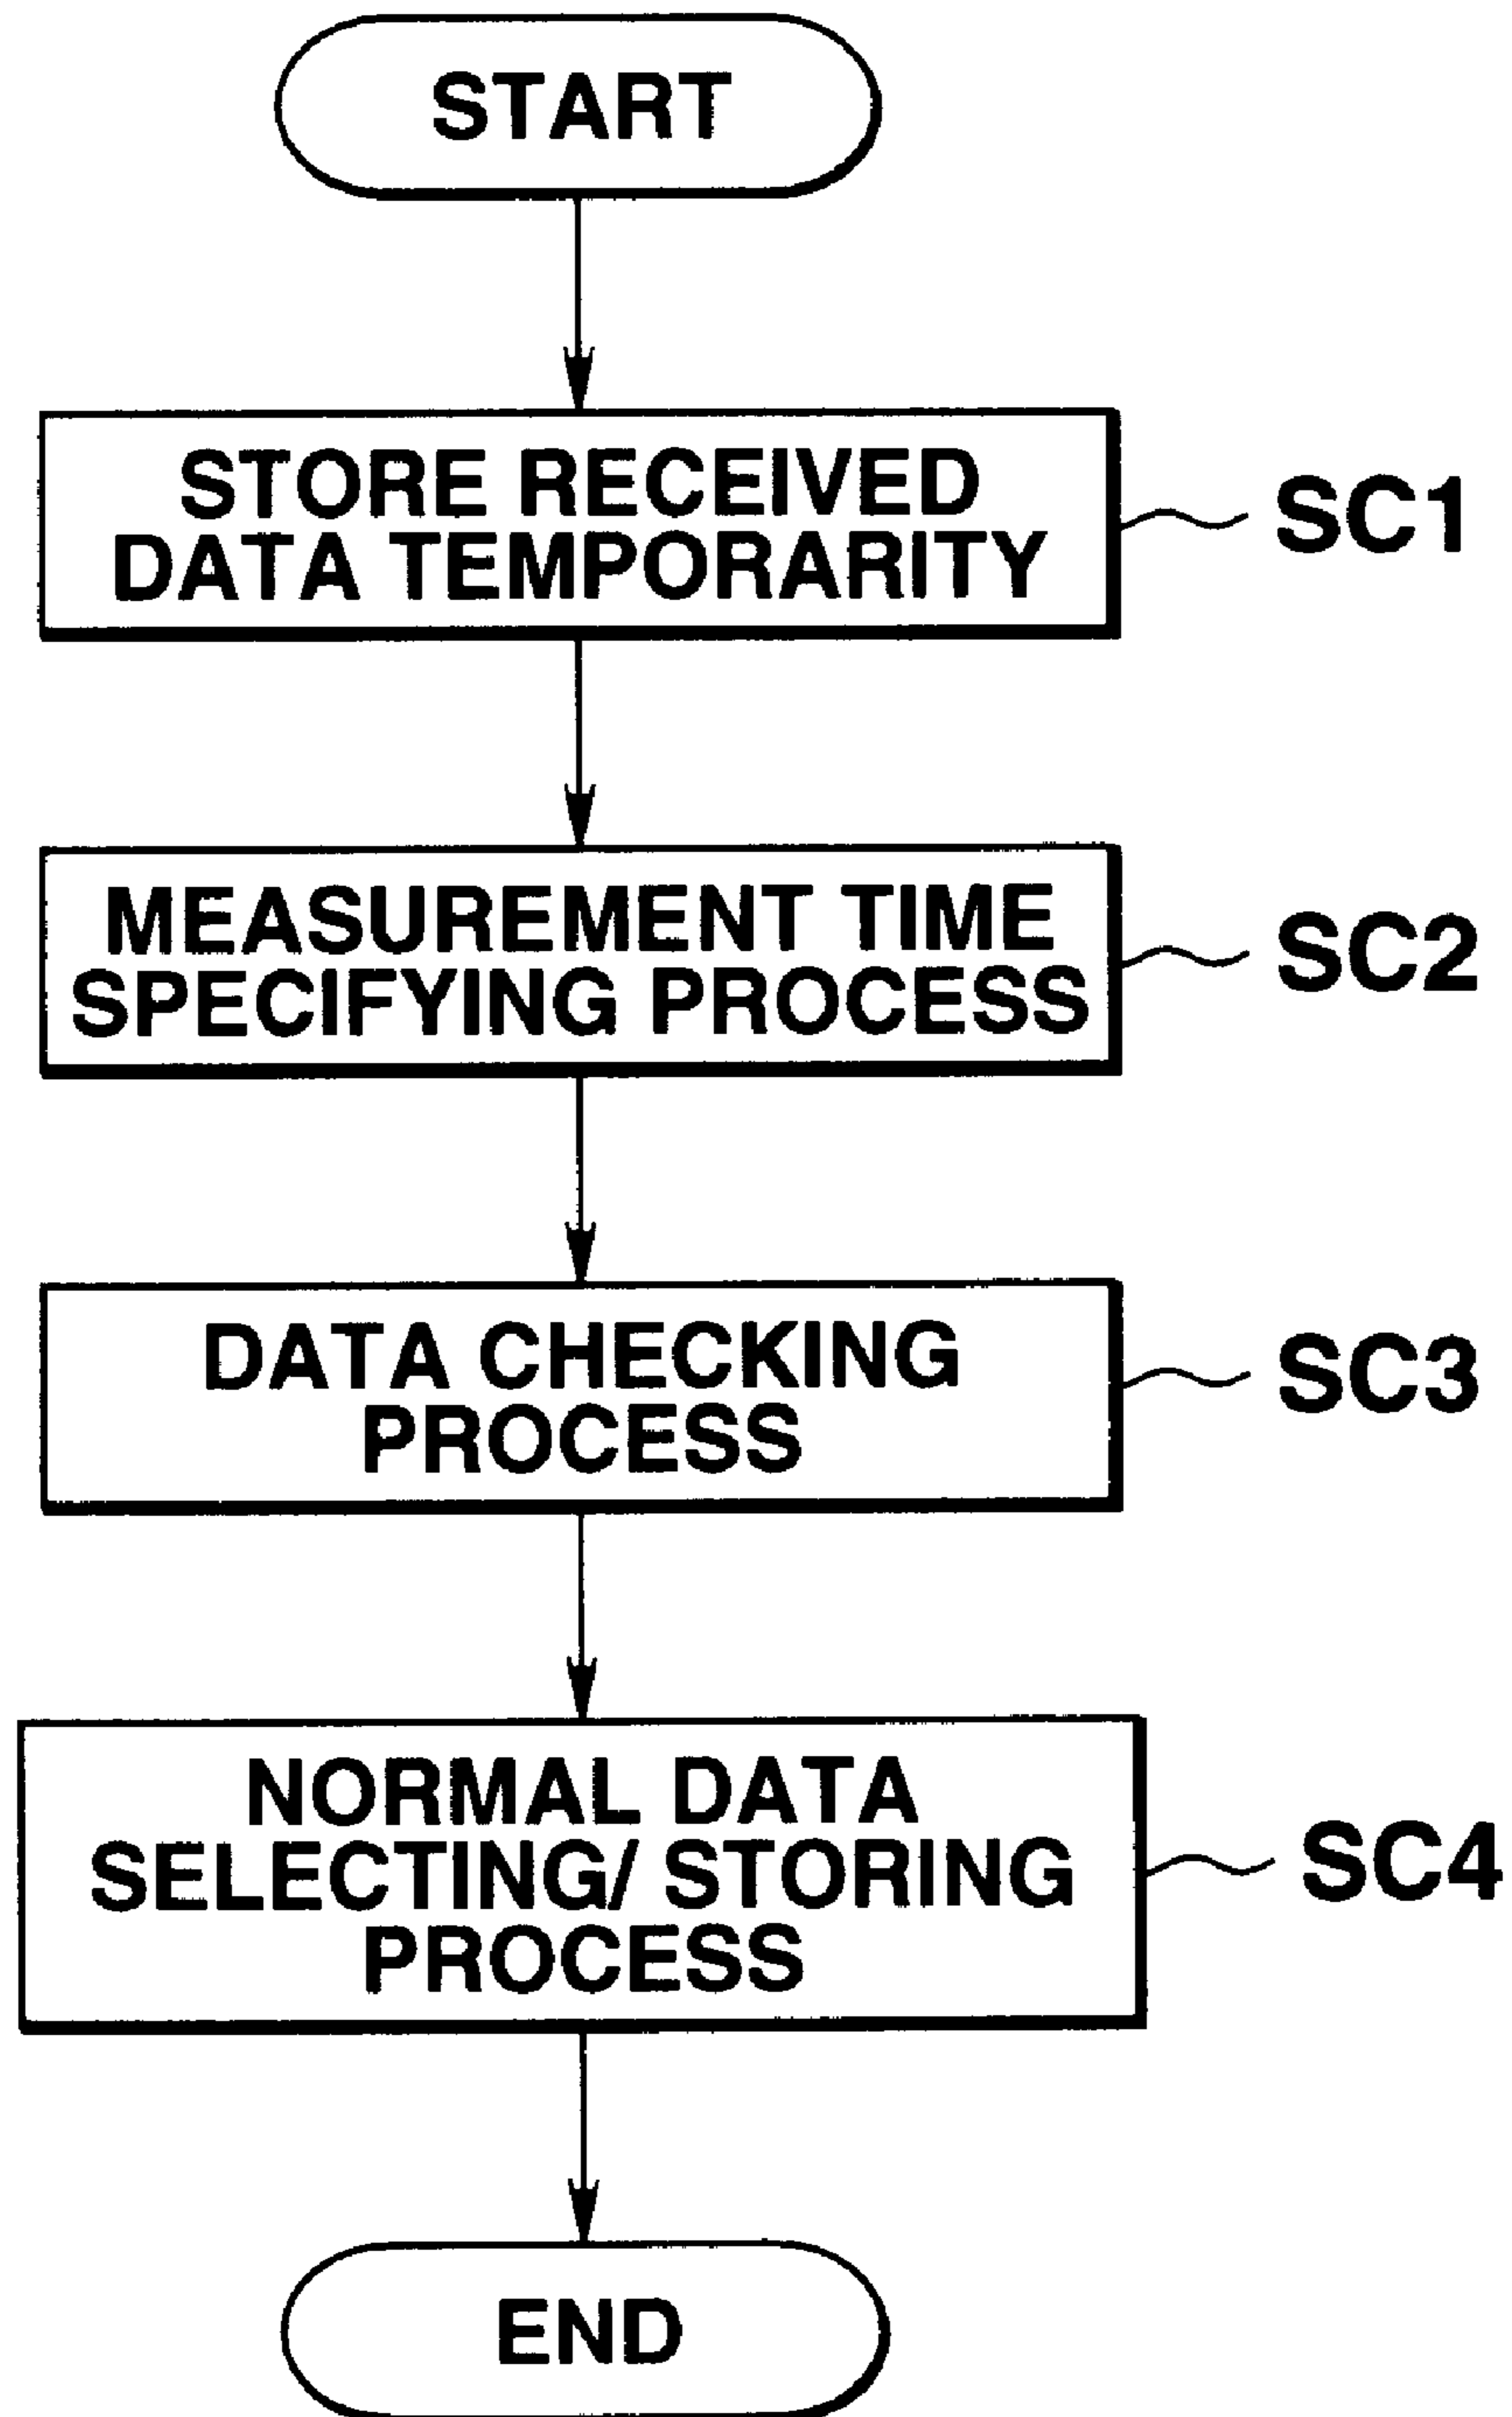 START
STORE RECEIVED
DATA TEMPORARITY
SC1
MEASUREMENT TIME
SPECIFYING PROCESS
SC2
DATA CHECKING
PROCESS
SC3
NORMAL DATA
SELECTING/ STORING
PROCESS
SC4
END